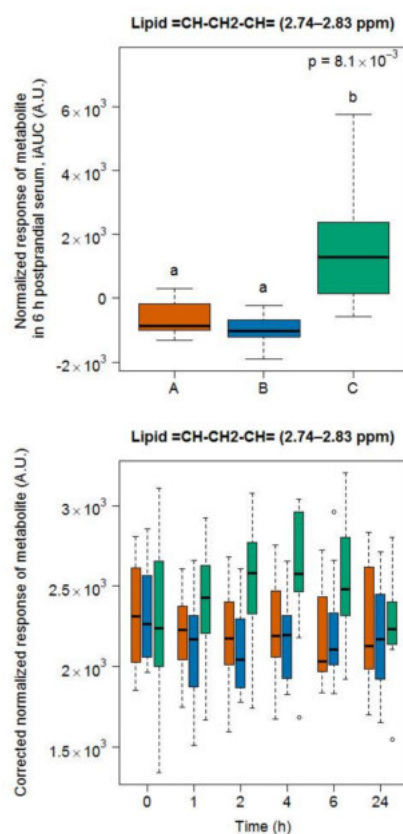 Lipid =CH-CH2-CH= (2.74–2.83 ppm)
p = 8.1×10⁻³
Normalized response of metabolite
in 6 h postprandial serum, iAUC (A.U.)
6×10³
4×10³
2×10³
0
-2×10³
a
a
b
A B C
Lipid =CH-CH2-CH= (2.74–2.83 ppm)
Corrected normalized response of metabolite (A.U.)
3×10³
2.5×10³
2×10³
1.5×10³
0 1 2 4 6 24
Time (h)